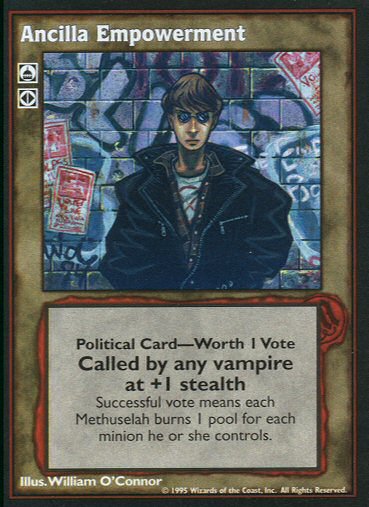 Ancilla Empowerment
Political Card—Worth 1 Vote
Called by any vampire
at +1 stealth
Successful vote means each
Methuselah burns 1 pool for each
minion he or she controls.
Illus.William O'Connor
© 1995 Wizards of the Coast, Inc. All Rights Reserved.